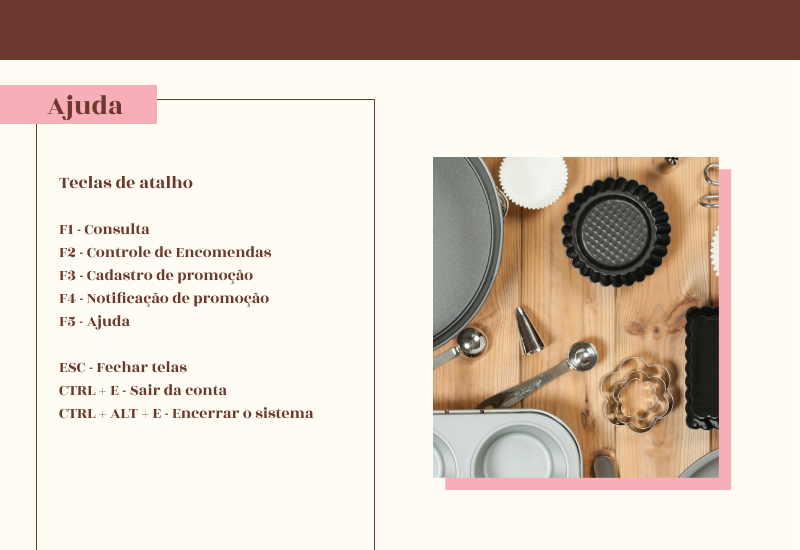 Ajuda
Teclas de atalho
F1 - Consulta
F2 - Controle de Encomendas
F3 - Cadastro de promoção
F4 - Notificação de promoção
F5 - Ajuda
ESC - Fechar telas
CTRL + E - Sair da conta
CTRL + ALT + E - Encerrar o sistema